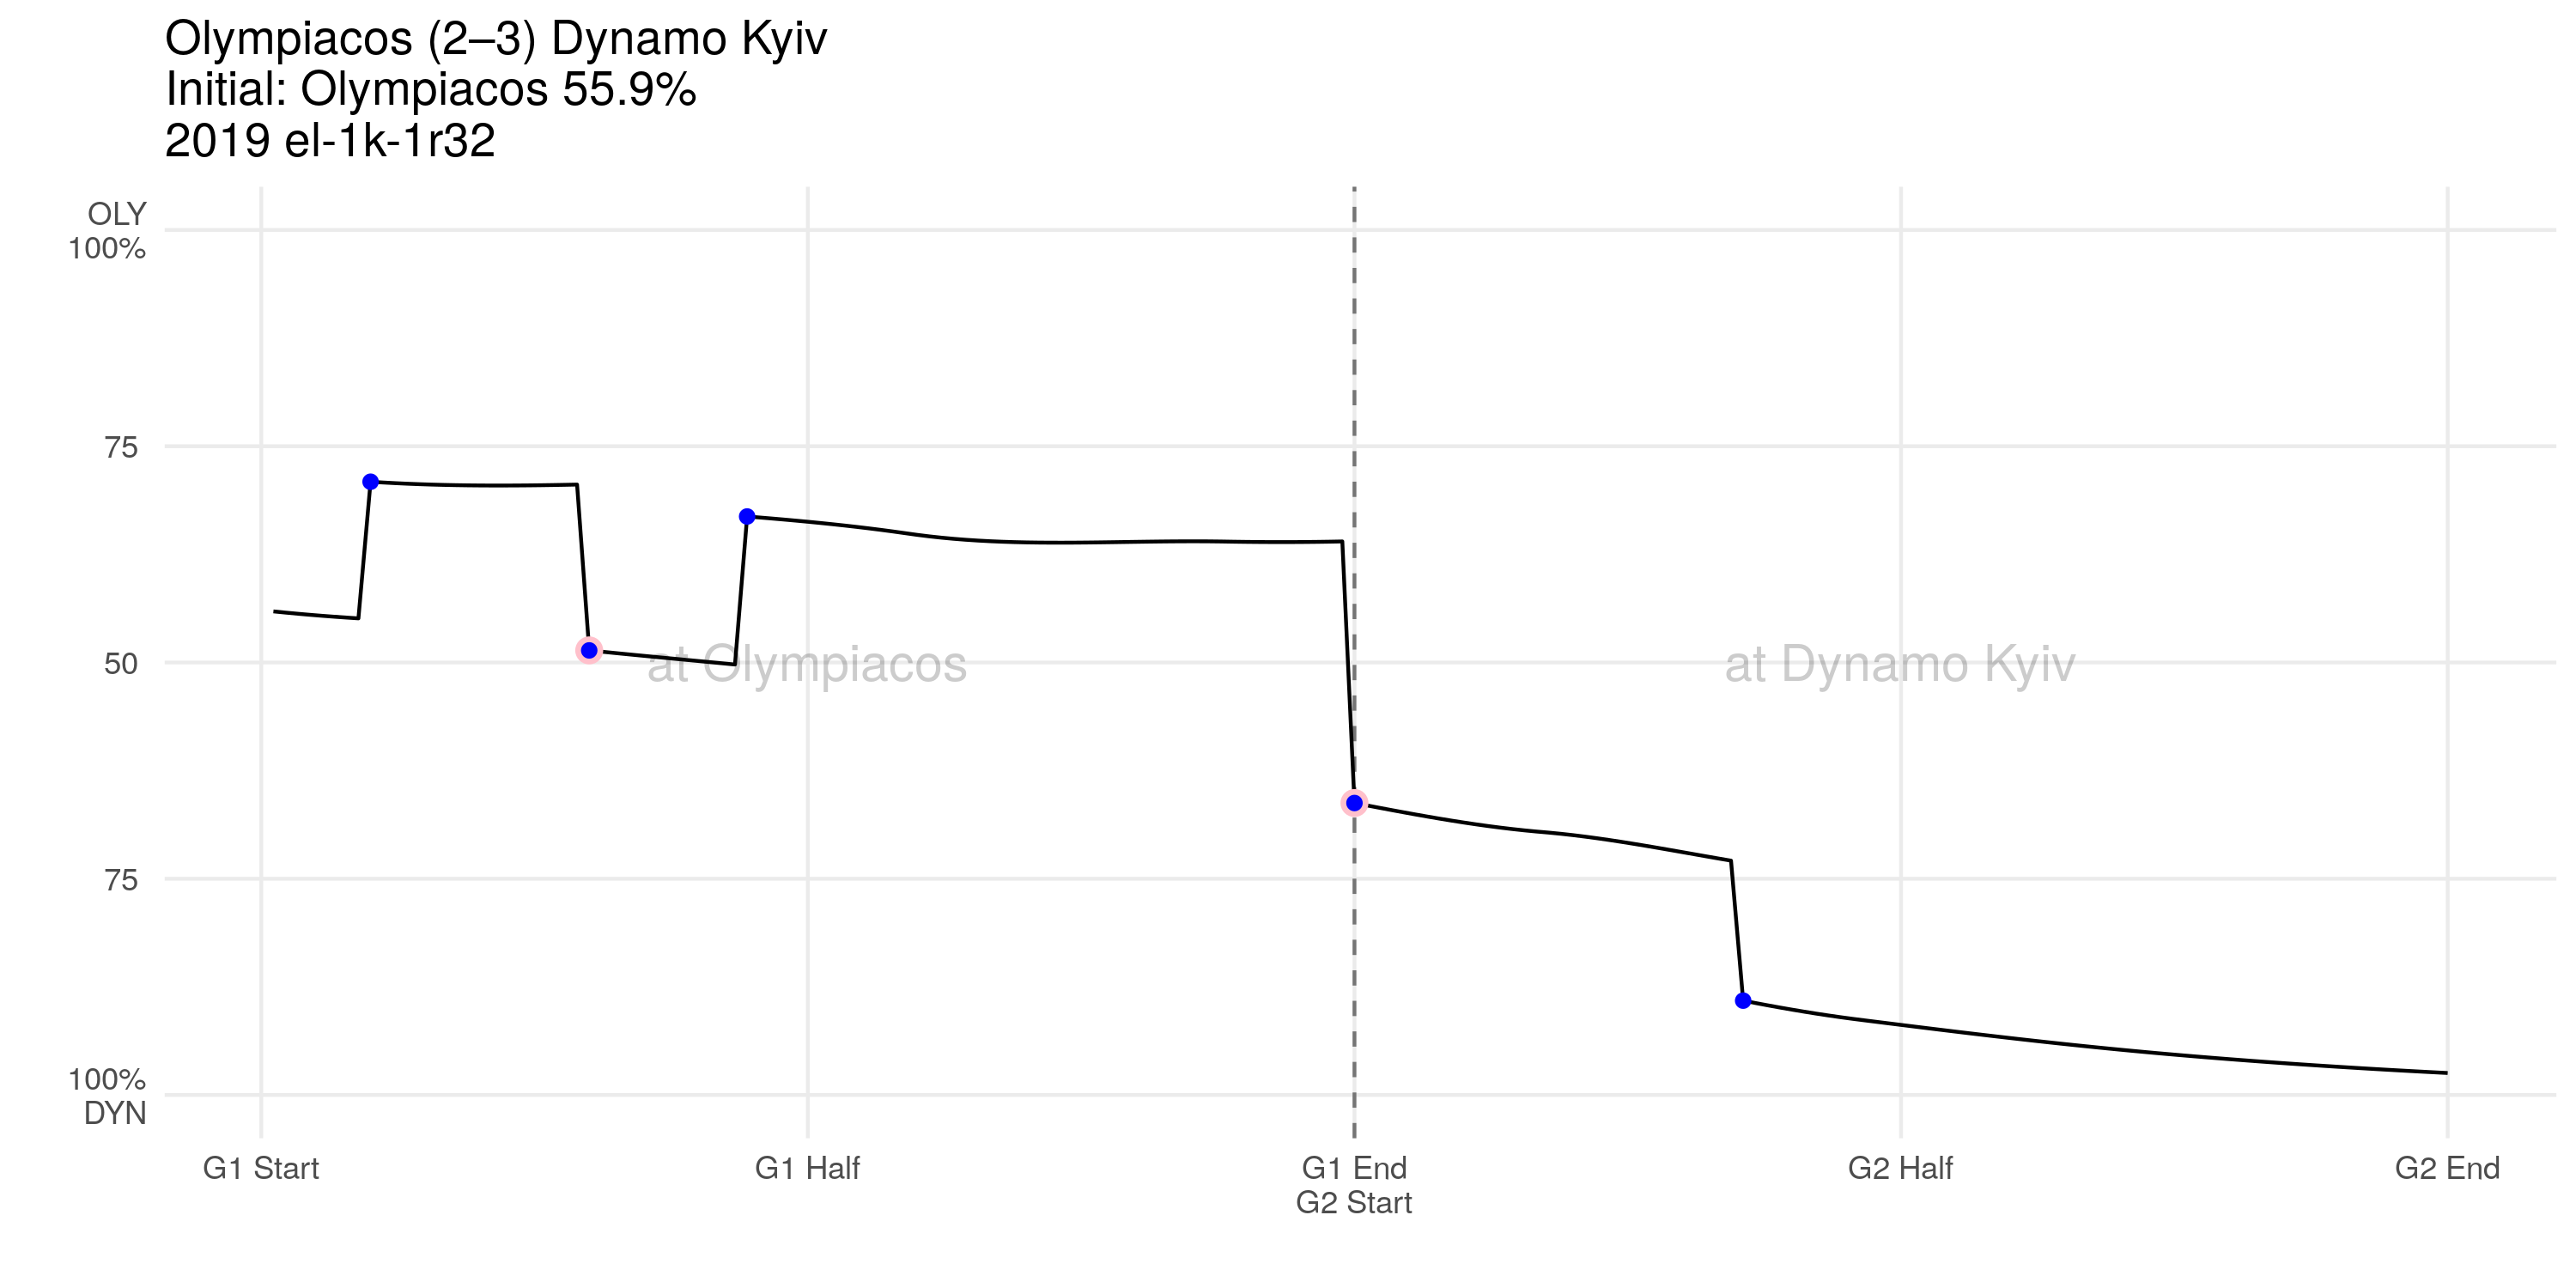 Olympiacos (2–3) Dynamo Kyiv
Initial: Olympiacos 55.9%
2019 el-1k-1r32
OLY
100%
75
50
75
100%
DYN
at Olympiacos
at Dynamo Kyiv
G1 Start
G1 Half
G1 End
G2 Start
G2 Half
G2 End